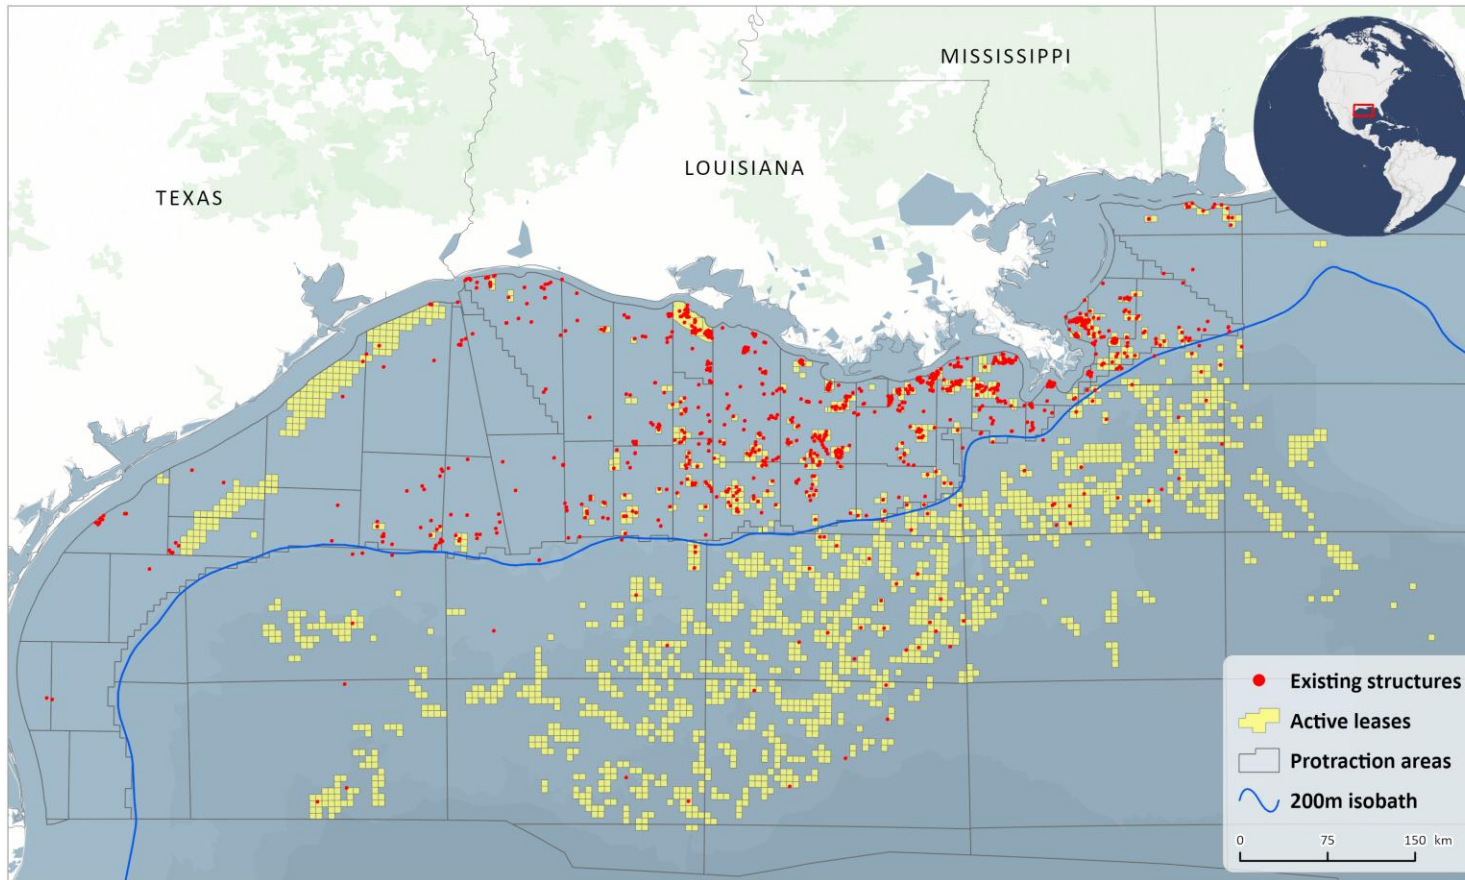 MISSISSIPPI
LOUISIANA
TEXAS
Existing structures
Active leases
Protraction areas
200m isobath
0 75 150 km